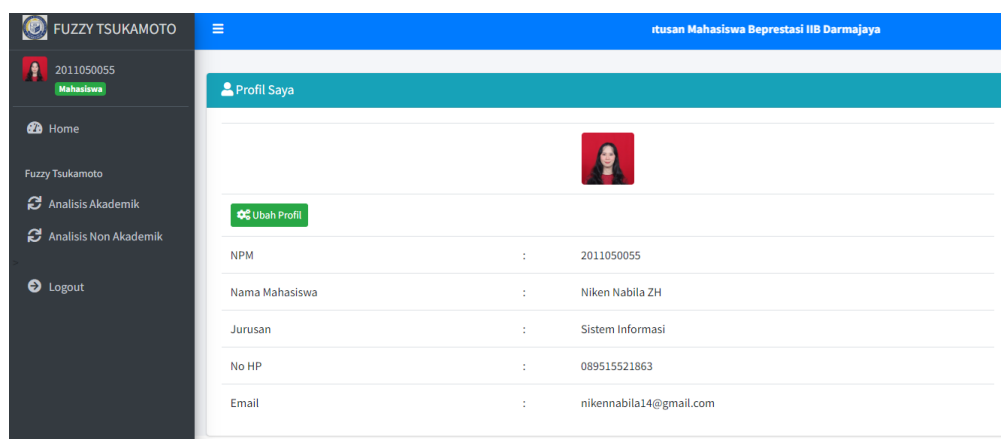 FUZZY TSUKAMOTO
itusan Mahasiswa Beprestasi IIB Darmajaya
2011050055
Mahasiswa
Home
Fuzzy Tsukamoto
Analisis Akademik
Analisis Non Akademik
Logout
Profil Saya
Ubah Profil
NPM : 2011050055
Nama Mahasiswa : Niken Nabila ZH
Jurusan : Sistem Informasi
No HP : 089515521863
Email : nikennabila14@gmail.com